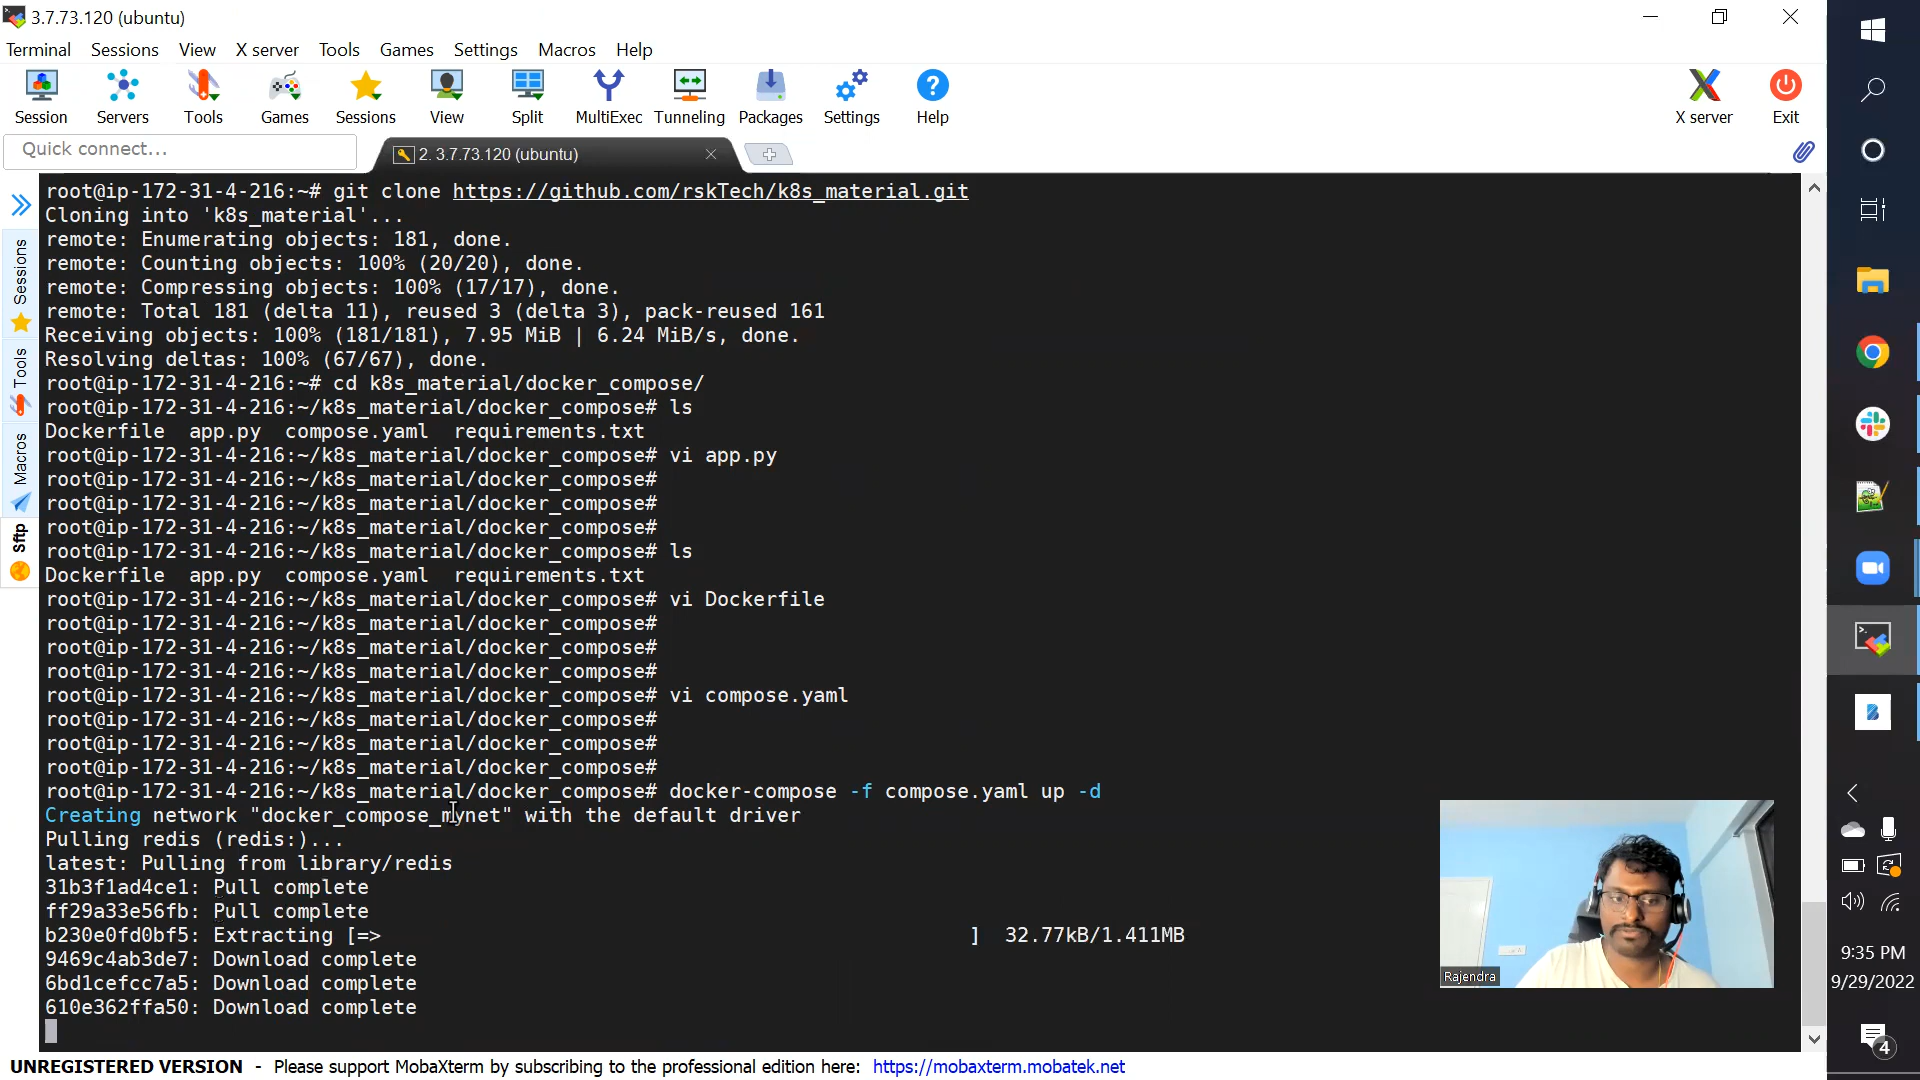 3.7.73.120 (ubuntu)
Terminal Sessions View X server Tools Games Settings Macros Help
Session Servers Tools Games Sessions View Split MultiExec Tunneling Packages Settings Help X server Exit
Quick connect...
2. 3.7.73.120 (ubuntu)
Sessions
Tools
Macros
Sftp
root@ip-172-31-4-216:~# git clone https://github.com/rskTech/k8s_material.git
Cloning into 'k8s_material'...
remote: Enumerating objects: 181, done.
remote: Counting objects: 100% (20/20), done.
remote: Compressing objects: 100% (17/17), done.
remote: Total 181 (delta 11), reused 3 (delta 3), pack-reused 161
Receiving objects: 100% (181/181), 7.95 MiB | 6.24 MiB/s, done.
Resolving deltas: 100% (67/67), done.
root@ip-172-31-4-216:~# cd k8s_material/docker_compose/
root@ip-172-31-4-216:~/k8s_material/docker_compose# ls
Dockerfile app.py compose.yaml requirements.txt
root@ip-172-31-4-216:~/k8s_material/docker_compose# vi app.py
root@ip-172-31-4-216:~/k8s_material/docker_compose#
root@ip-172-31-4-216:~/k8s_material/docker_compose#
root@ip-172-31-4-216:~/k8s_material/docker_compose#
root@ip-172-31-4-216:~/k8s_material/docker_compose# ls
Dockerfile app.py compose.yaml requirements.txt
root@ip-172-31-4-216:~/k8s_material/docker_compose# vi Dockerfile
root@ip-172-31-4-216:~/k8s_material/docker_compose#
root@ip-172-31-4-216:~/k8s_material/docker_compose#
root@ip-172-31-4-216:~/k8s_material/docker_compose#
root@ip-172-31-4-216:~/k8s_material/docker_compose# vi compose.yaml
root@ip-172-31-4-216:~/k8s_material/docker_compose#
root@ip-172-31-4-216:~/k8s_material/docker_compose#
root@ip-172-31-4-216:~/k8s_material/docker_compose#
root@ip-172-31-4-216:~/k8s_material/docker_compose# docker-compose -f compose.yaml up -d
Creating network "docker_compose_mynet" with the default driver
Pulling redis (redis:)...
latest: Pulling from library/redis
31b3f1ad4ce1: Pull complete
ff29a33e56fb: Pull complete
b230e0fd0bf5: Extracting [=> ] 32.77kB/1.411MB
9469c4ab3de7: Download complete
6bd1cefcc7a5: Download complete
610e362ffa50: Download complete
Rajendra
9:35 PM
9/29/2022
4
UNREGISTERED VERSION - Please support MobaXterm by subscribing to the professional edition here: https://mobaxterm.mobatek.net